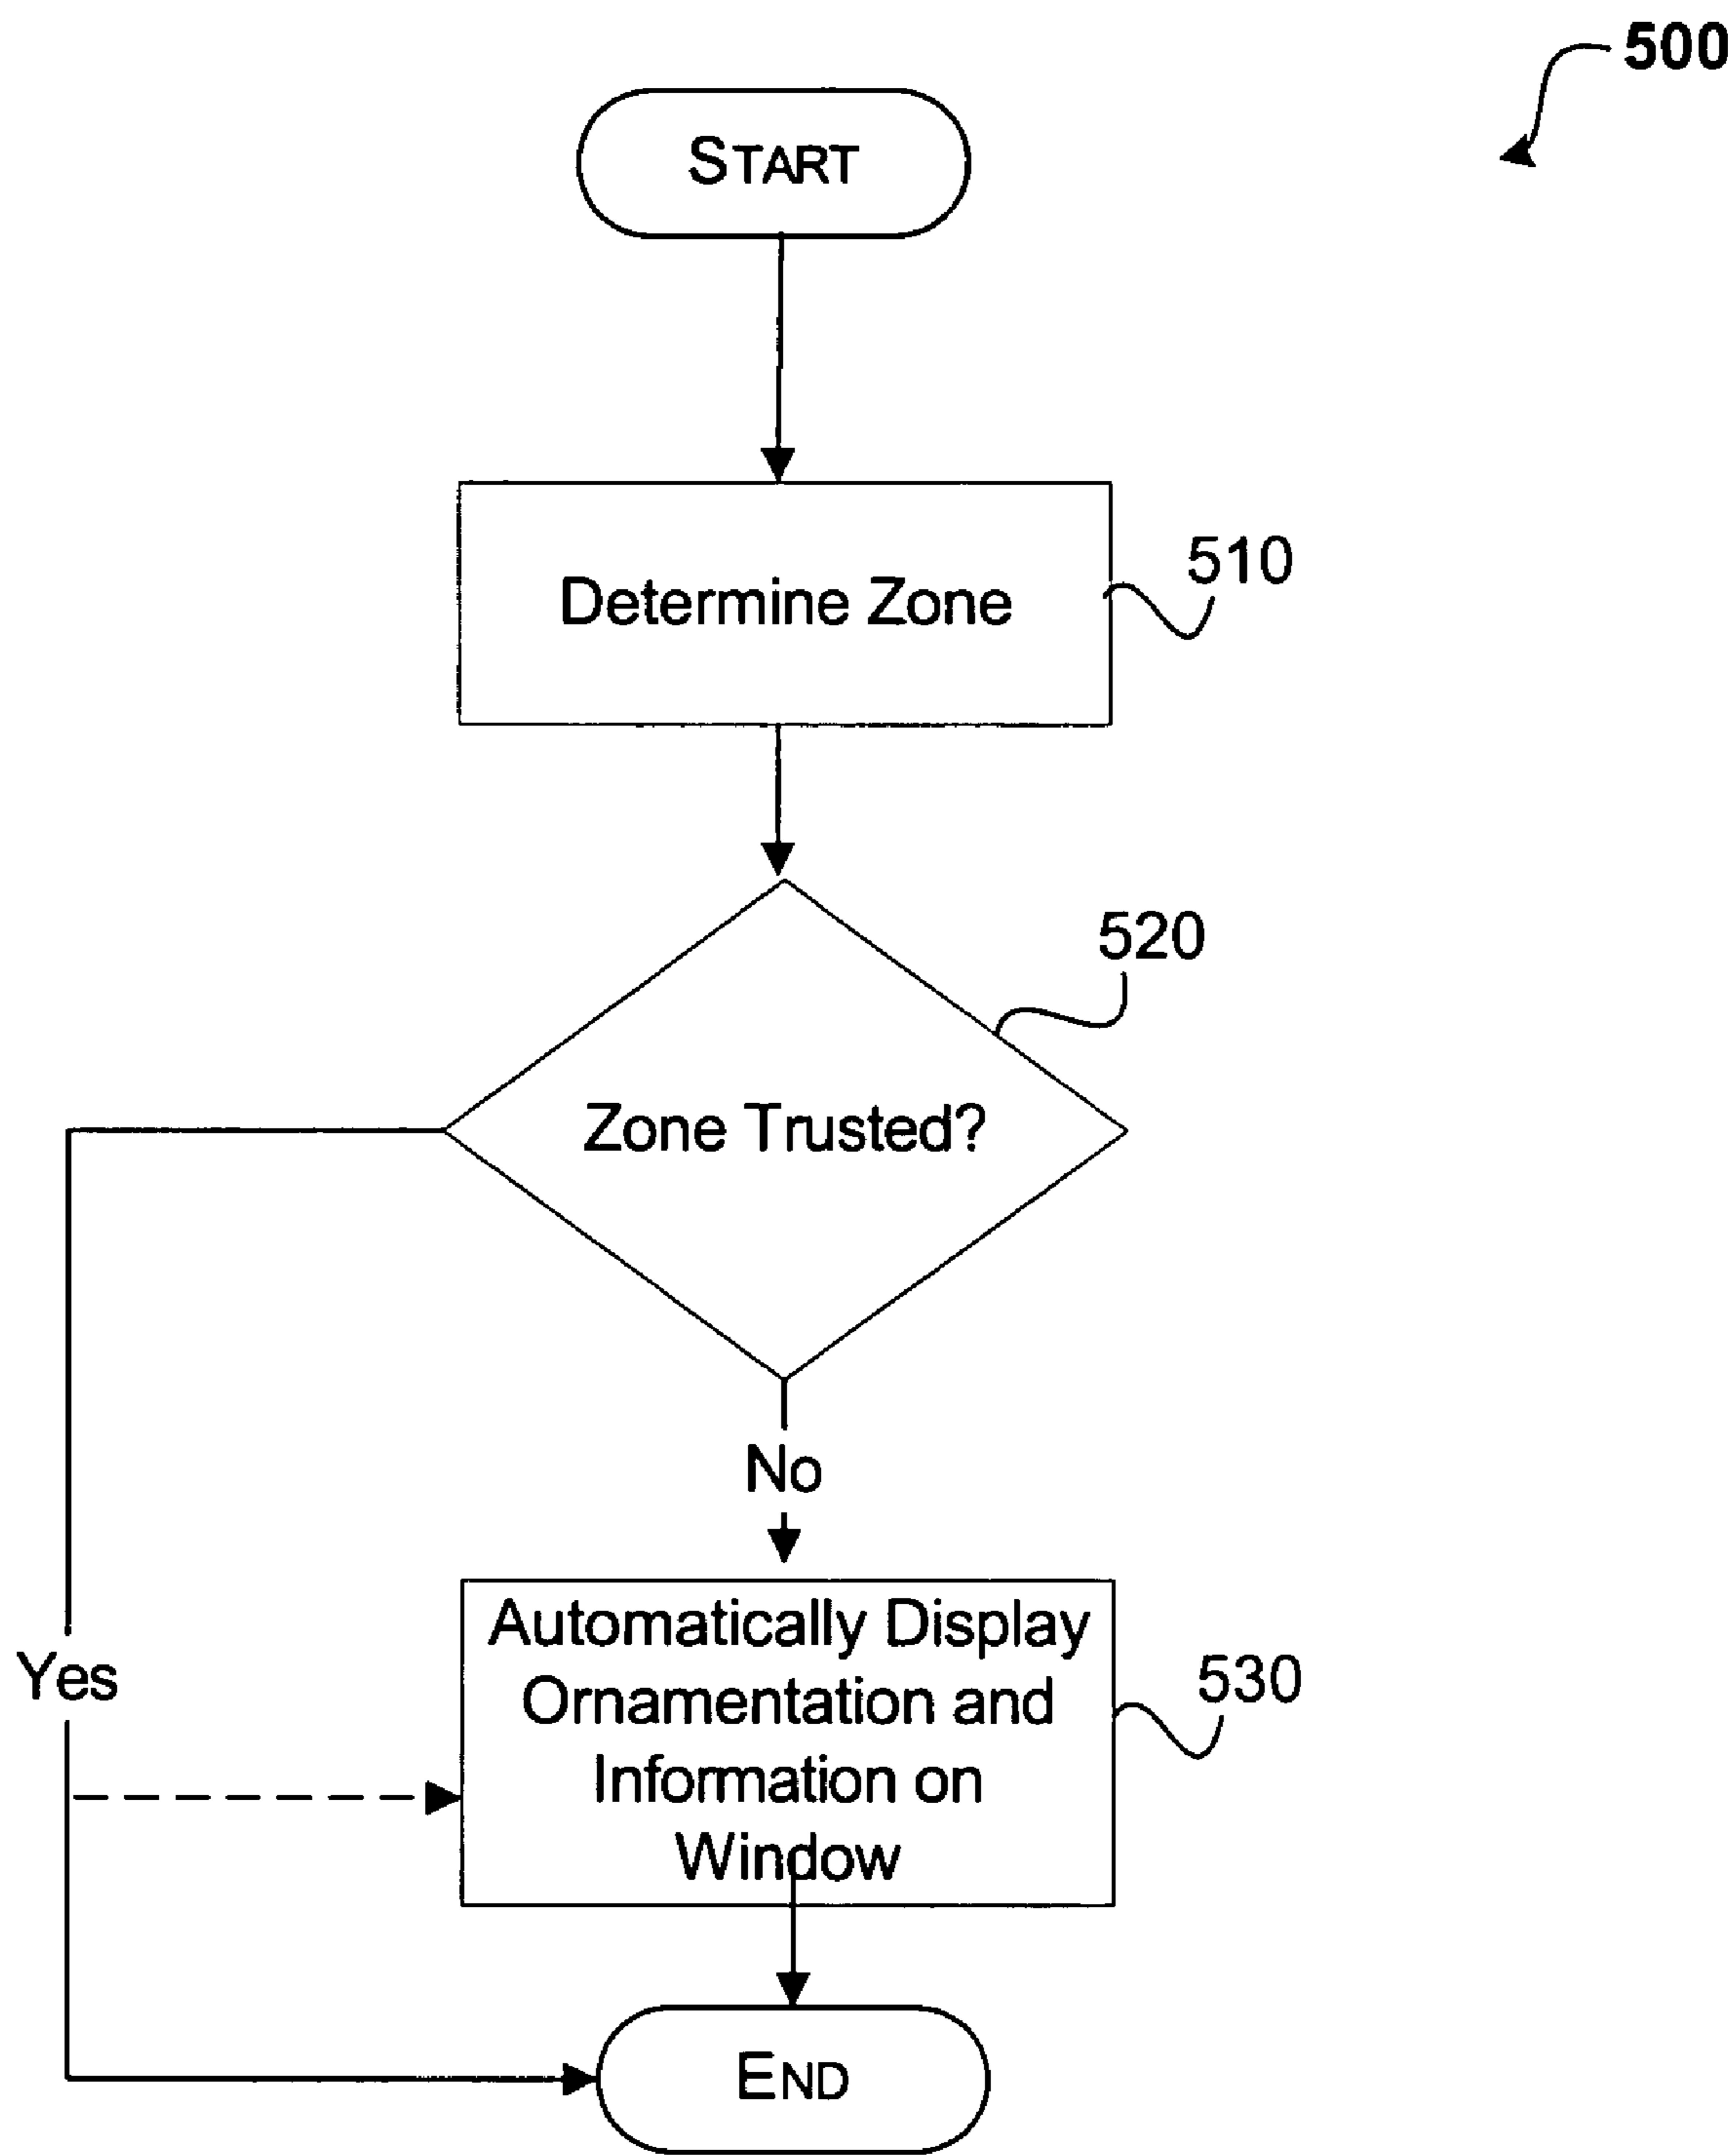 500
START
Determine Zone
510
520
Zone Trusted?
No
Yes
Automatically Display
Ornamentation and
Information on
Window
530
END